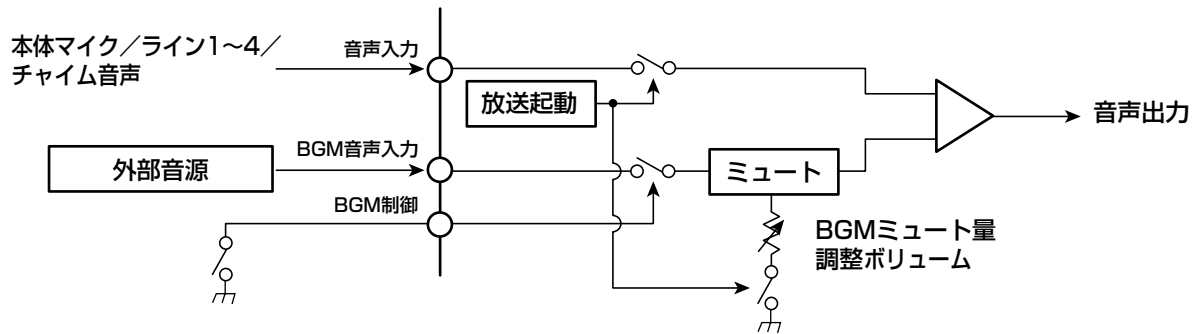 本体マイク／ライン1～4／
チャイム音声
音声入力
放送起動
音声出力
外部音源
BGM音声入力
ミュート
BGM制御
BGMミュート量
調整ボリューム